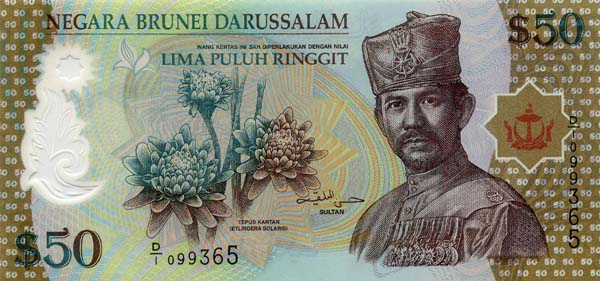 NEGARA BRUNEI DARUSSALAM
$50
WANG KERTAS INI SAH DIPERLAKUKAN DENGAN NILAI
LIMA PULUH RINGGIT
D/1 099365
SULTAN
TEPUS KANTAN
(ETLINGERA SOLARIS)
$50
D/1 099365